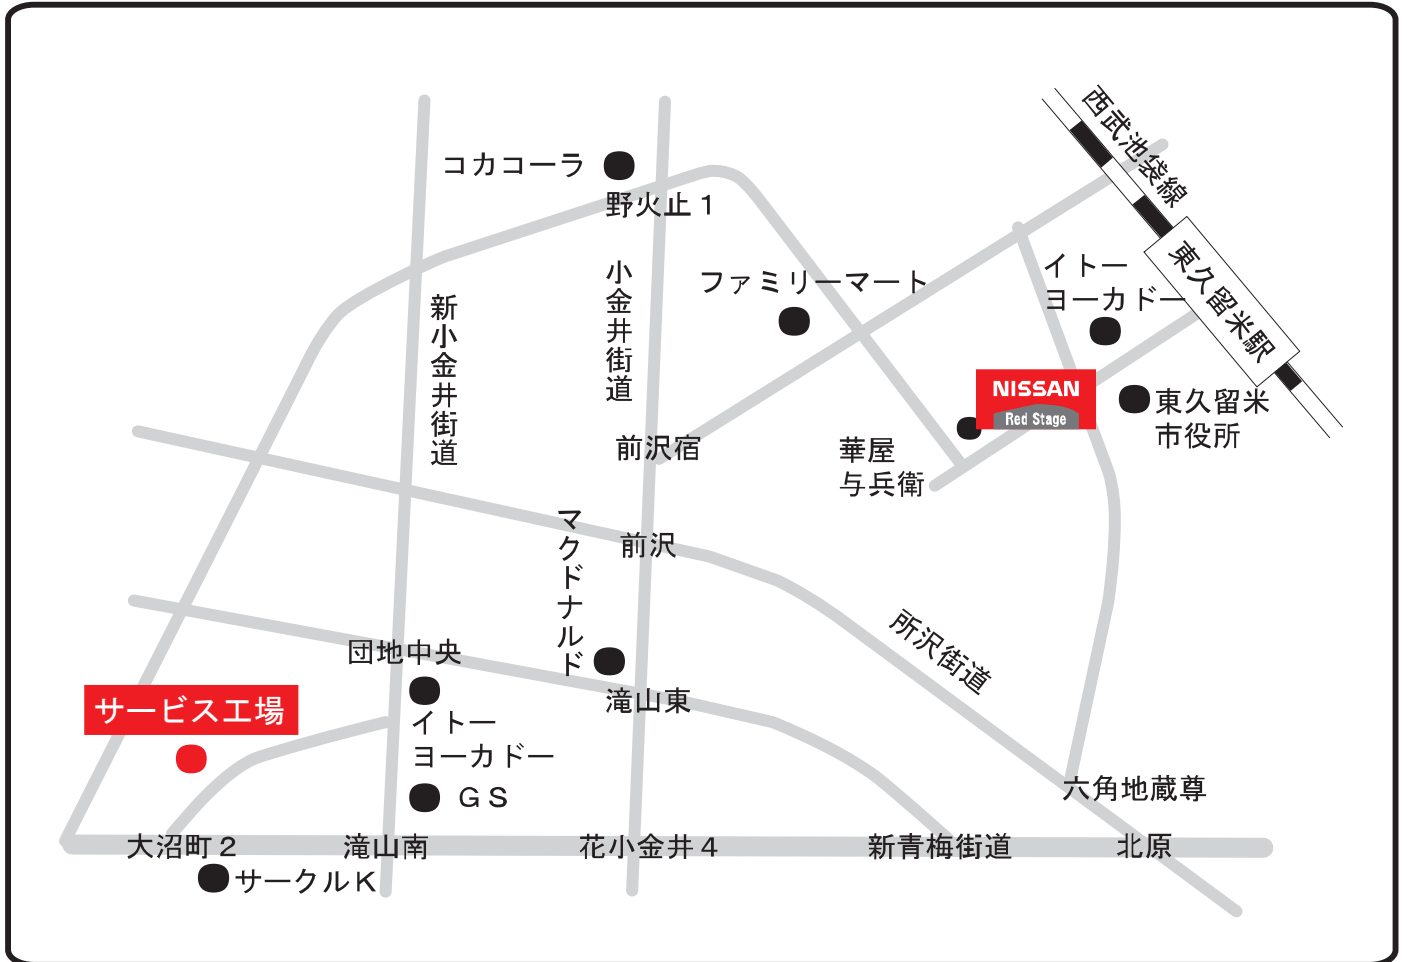 西武池袋線
コカコーラ
野火止１
小金井街道
ファミリーマート
イトー
ヨーカドー
東久留米駅
新小金井街道
NISSAN
Red Stage
東久留米
市役所
前沢宿
華屋
与兵衛
マクドナルド
前沢
所沢街道
団地中央
サービス工場
滝山東
イトー
ヨーカドー
ＧＳ
六角地蔵尊
大沼町２
滝山南
花小金井４
新青梅街道
北原
サークルＫ